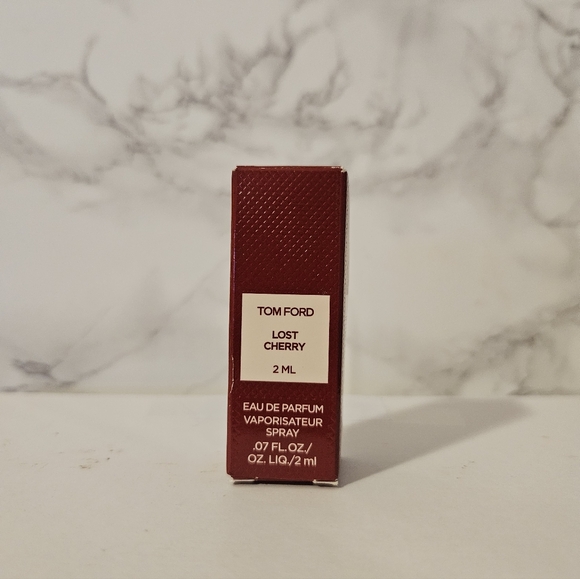 TOM FORD
LOST
CHERRY
2 ML
EAU DE PARFUM
VAPORISATEUR
SPRAY
.07 FL.OZ./
OZ. LIQ./2 ml